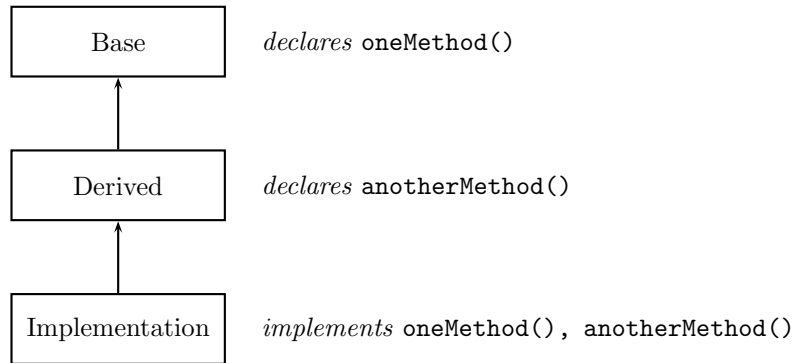 Base declares oneMethod()
Derived declares anotherMethod()
Implementation implements oneMethod(), anotherMethod()